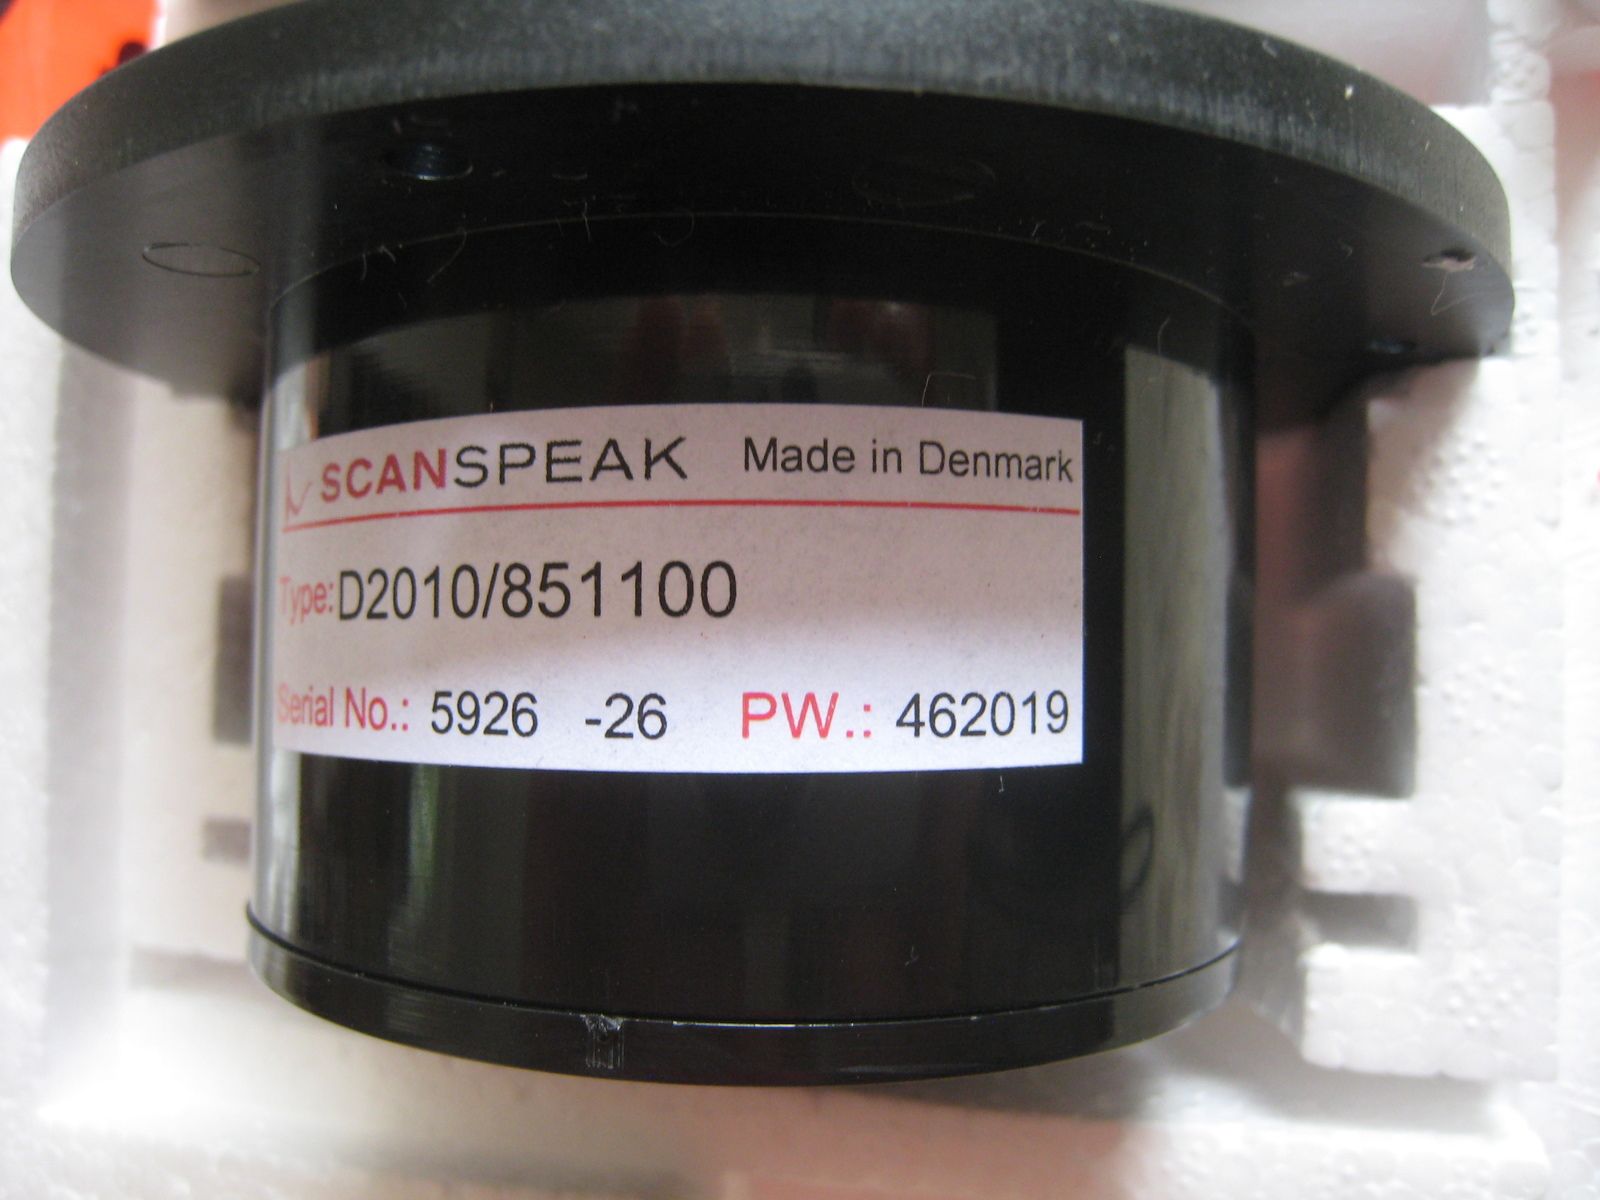 SCANSPEAK Made in Denmark
Type:D2010/851100
Serial No.: 5926 -26 PW.: 462019